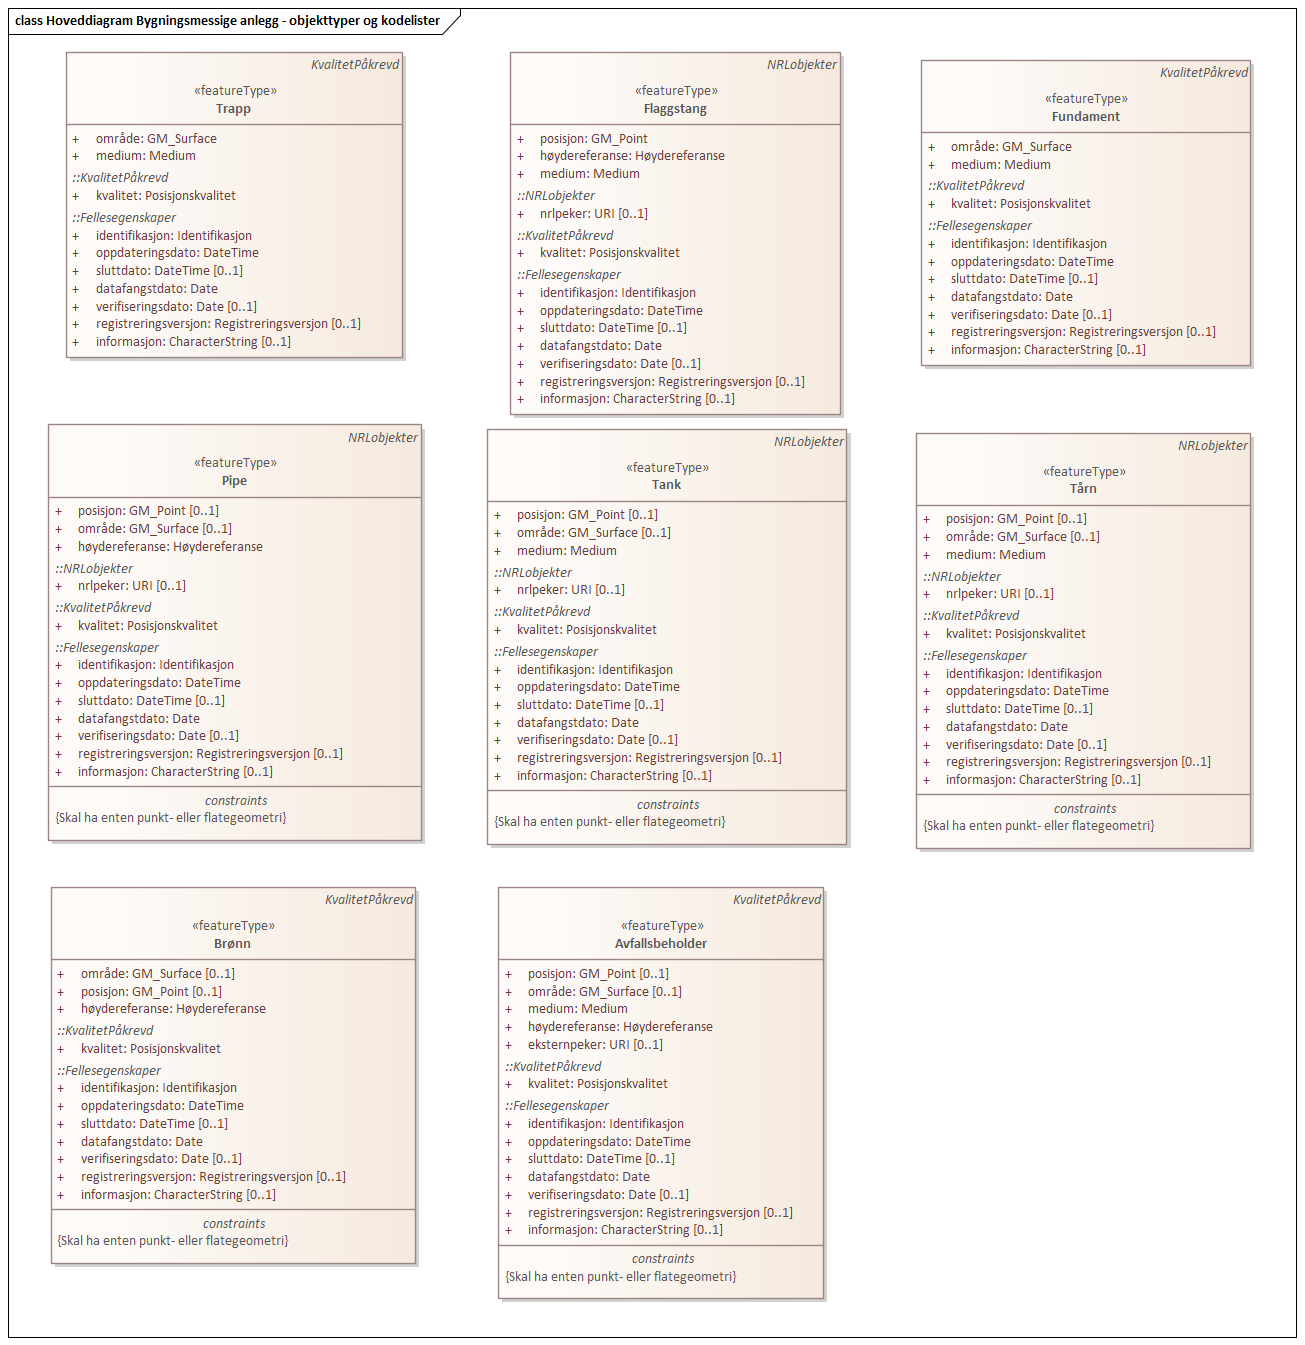 class Hoveddiagram Bygningsmessige anlegg - objekttyper og kodelister
KvalitetPåkrevd
«featureType»
Trapp
+ område: GM_Surface
+ medium: Medium
::KvalitetPåkrevd
+ kvalitet: Posisjonskvalitet
::Fellesegenskaper
+ identifikasjon: Identifikasjon
+ oppdateringsdato: DateTime
+ sluttdato: DateTime [0..1]
+ datafangstdato: Date
+ verifiseringsdato: Date [0..1]
+ registreringsversjon: Registreringsversjon [0..1]
+ informasjon: CharacterString [0..1]
NRLobjekter
«featureType»
Flaggstang
+ posisjon: GM_Point
+ høydereferanse: Høydereferanse
+ medium: Medium
::NRLobjekter
+ nrlpeker: URI [0..1]
::KvalitetPåkrevd
+ kvalitet: Posisjonskvalitet
::Fellesegenskaper
+ identifikasjon: Identifikasjon
+ oppdateringsdato: DateTime
+ sluttdato: DateTime [0..1]
+ datafangstdato: Date
+ verifiseringsdato: Date [0..1]
+ registreringsversjon: Registreringsversjon [0..1]
+ informasjon: CharacterString [0..1]
KvalitetPåkrevd
«featureType»
Fundament
+ område: GM_Surface
+ medium: Medium
::KvalitetPåkrevd
+ kvalitet: Posisjonskvalitet
::Fellesegenskaper
+ identifikasjon: Identifikasjon
+ oppdateringsdato: DateTime
+ sluttdato: DateTime [0..1]
+ datafangstdato: Date
+ verifiseringsdato: Date [0..1]
+ registreringsversjon: Registreringsversjon [0..1]
+ informasjon: CharacterString [0..1]
NRLobjekter
«featureType»
Pipe
+ posisjon: GM_Point [0..1]
+ område: GM_Surface [0..1]
+ høydereferanse: Høydereferanse
::NRLobjekter
+ nrlpeker: URI [0..1]
::KvalitetPåkrevd
+ kvalitet: Posisjonskvalitet
::Fellesegenskaper
+ identifikasjon: Identifikasjon
+ oppdateringsdato: DateTime
+ sluttdato: DateTime [0..1]
+ datafangstdato: Date
+ verifiseringsdato: Date [0..1]
+ registreringsversjon: Registreringsversjon [0..1]
+ informasjon: CharacterString [0..1]
constraints
{Skal ha enten punkt- eller flategeometri}
NRLobjekter
«featureType»
Tank
+ posisjon: GM_Point [0..1]
+ område: GM_Surface [0..1]
+ medium: Medium
::NRLobjekter
+ nrlpeker: URI [0..1]
::KvalitetPåkrevd
+ kvalitet: Posisjonskvalitet
::Fellesegenskaper
+ identifikasjon: Identifikasjon
+ oppdateringsdato: DateTime
+ sluttdato: DateTime [0..1]
+ datafangstdato: Date
+ verifiseringsdato: Date [0..1]
+ registreringsversjon: Registreringsversjon [0..1]
+ informasjon: CharacterString [0..1]
constraints
{Skal ha enten punkt- eller flategeometri}
NRLobjekter
«featureType»
Tårn
+ posisjon: GM_Point [0..1]
+ område: GM_Surface [0..1]
+ medium: Medium
::NRLobjekter
+ nrlpeker: URI [0..1]
::KvalitetPåkrevd
+ kvalitet: Posisjonskvalitet
::Fellesegenskaper
+ identifikasjon: Identifikasjon
+ oppdateringsdato: DateTime
+ sluttdato: DateTime [0..1]
+ datafangstdato: Date
+ verifiseringsdato: Date [0..1]
+ registreringsversjon: Registreringsversjon [0..1]
+ informasjon: CharacterString [0..1]
constraints
{Skal ha enten punkt- eller flategeometri}
KvalitetPåkrevd
«featureType»
Brønn
+ område: GM_Surface [0..1]
+ posisjon: GM_Point [0..1]
+ høydereferanse: Høydereferanse
::KvalitetPåkrevd
+ kvalitet: Posisjonskvalitet
::Fellesegenskaper
+ identifikasjon: Identifikasjon
+ oppdateringsdato: DateTime
+ sluttdato: DateTime [0..1]
+ datafangstdato: Date
+ verifiseringsdato: Date [0..1]
+ registreringsversjon: Registreringsversjon [0..1]
+ informasjon: CharacterString [0..1]
constraints
{Skal ha enten punkt- eller flategeometri}
KvalitetPåkrevd
«featureType»
Avfallsbeholder
+ posisjon: GM_Point [0..1]
+ område: GM_Surface [0..1]
+ medium: Medium
+ høydereferanse: Høydereferanse
+ eksternpeker: URI [0..1]
::KvalitetPåkrevd
+ kvalitet: Posisjonskvalitet
::Fellesegenskaper
+ identifikasjon: Identifikasjon
+ oppdateringsdato: DateTime
+ sluttdato: DateTime [0..1]
+ datafangstdato: Date
+ verifiseringsdato: Date [0..1]
+ registreringsversjon: Registreringsversjon [0..1]
+ informasjon: CharacterString [0..1]
constraints
{Skal ha enten punkt- eller flategeometri}